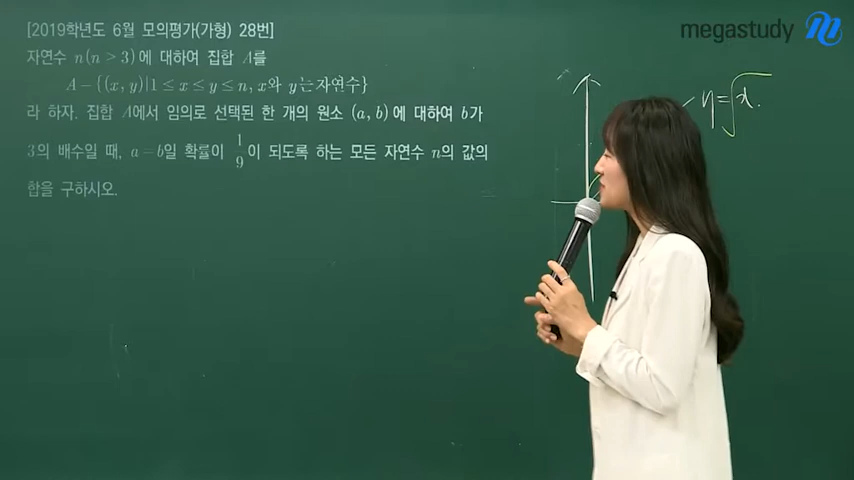 [2019학년도 6월 모의평가(가형) 28번]
megastudy
자연수 n(n > 3)에 대하여 집합 A를
A = {(x, y)|1 ≤ x ≤ y ≤ n, x와 y는 자연수}
라 하자. 집합 A에서 임의로 선택된 한 개의 원소 (a, b)에 대하여 b가
3의 배수일 때, a = b일 확률이 1/9이 되도록 하는 모든 자연수 n의 값의
합을 구하시오.
y = √x.